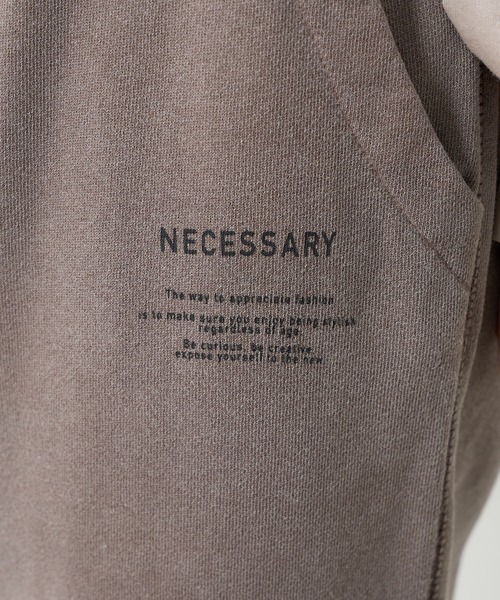 NECESSARY
The way to appreciate fashion
is to make sure you enjoy being stylish
regardless of age.
Be curious, be creative,
expose yourself to the new